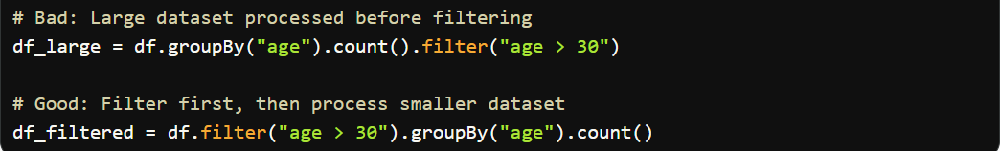 # Bad: Large dataset processed before filtering
df_large = df.groupBy("age").count().filter("age > 30")
# Good: Filter first, then process smaller dataset
df_filtered = df.filter("age > 30").groupBy("age").count()